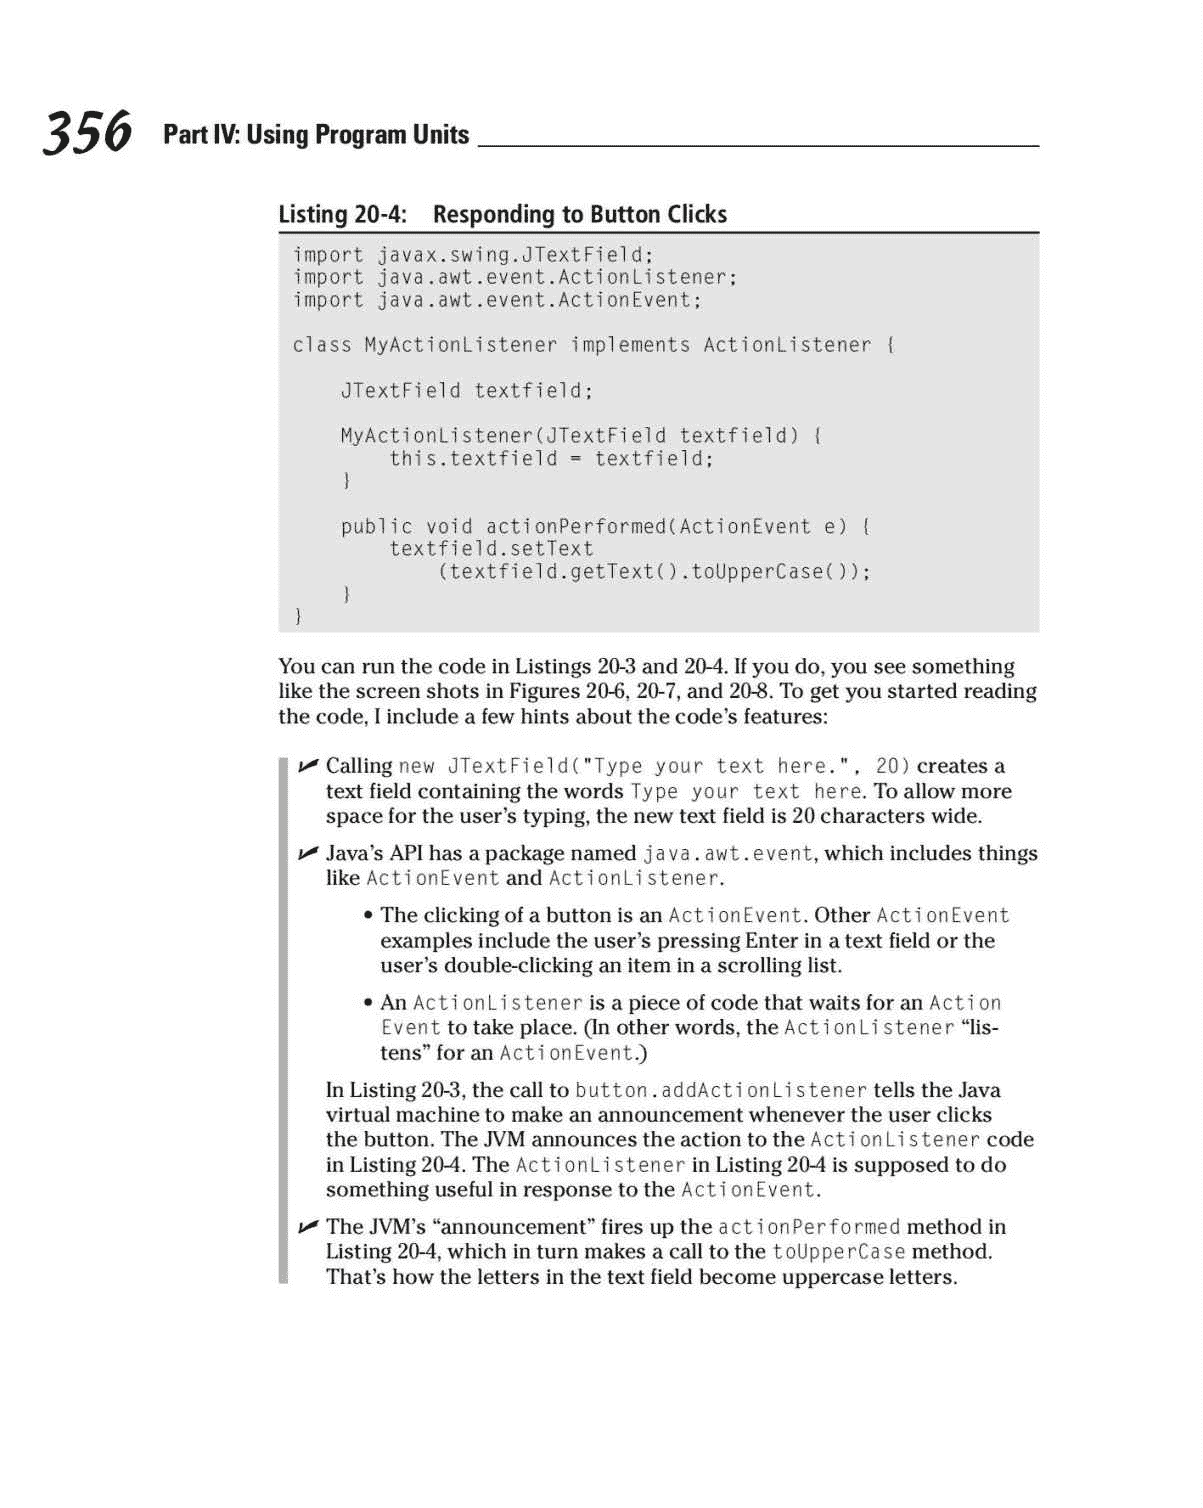 356 Part IV: Using Program Units
Listing 20-4: Responding to Button Clicks
import javax.swing.JTextField;
import java.awt.event.ActionListener;
import java.awt.event.ActionEvent;
class MyActionListener implements ActionListener {
JTextField textfield;
MyActionListener(JTextField textfield) {
this.textfield = textfield;
}
public void actionPerformed(ActionEvent e) {
textfield.setText
(textfield.getText().toUpperCase());
}
}
You can run the code in Listings 20-3 and 20-4. If you do, you see something
like the screen shots in Figures 20-6, 20-7, and 20-8. To get you started reading
the code, I include a few hints about the code's features:
✓ Calling new JTextField("Type your text here.", 20) creates a
text field containing the words Type your text here. To allow more
space for the user's typing, the new text field is 20 characters wide.
✓ Java's API has a package named java.awt.event, which includes things
like ActionEvent and ActionListener.
• The clicking of a button is an ActionEvent. Other ActionEvent
examples include the user's pressing Enter in a text field or the
user's double-clicking an item in a scrolling list.
• An ActionListener is a piece of code that waits for an Action
Event to take place. (In other words, the ActionListener “lis-
tens” for an ActionEvent.)
In Listing 20-3, the call to button.addActionListener tells the Java
virtual machine to make an announcement whenever the user clicks
the button. The JVM announces the action to the ActionListener code
in Listing 20-4. The ActionListener in Listing 20-4 is supposed to do
something useful in response to the ActionEvent.
✓ The JVM's “announcement” fires up the actionPerformed method in
Listing 20-4, which in turn makes a call to the toUpperCase method.
That's how the letters in the text field become uppercase letters.